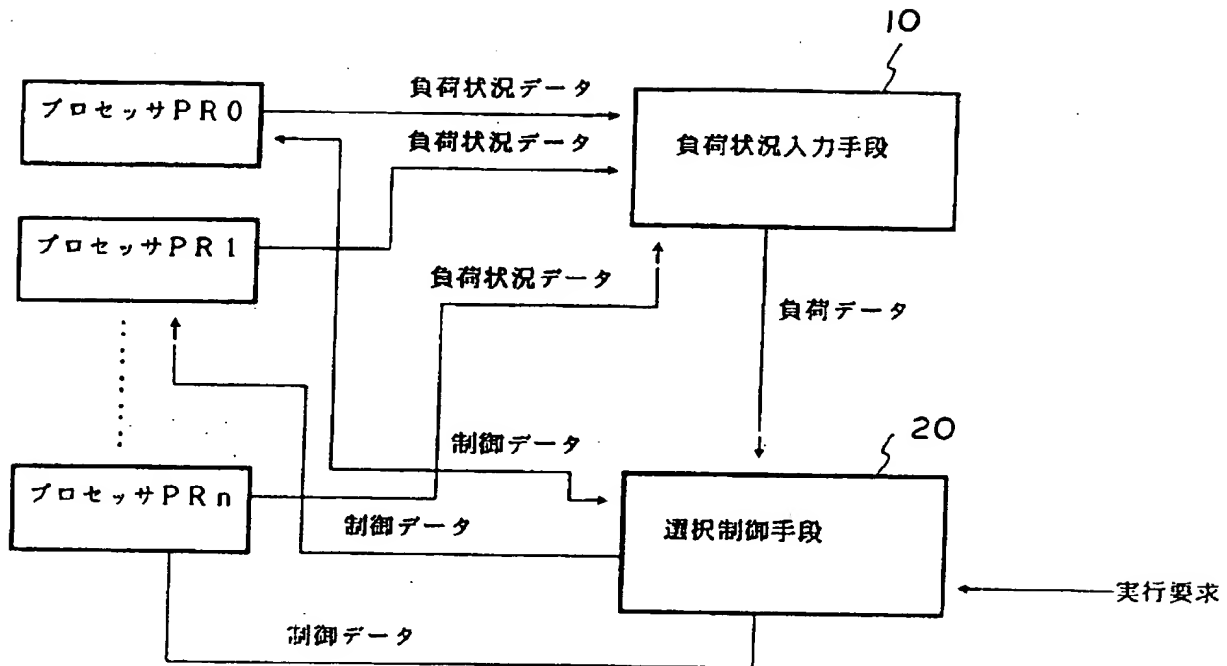 10
プロセッサPR0
負荷状況データ
負荷状況データ
負荷状況入力手段
プロセッサPR1
負荷状況データ
負荷データ
制御データ
20
プロセッサPRn
制御データ
選択制御手段
実行要求
制御データ